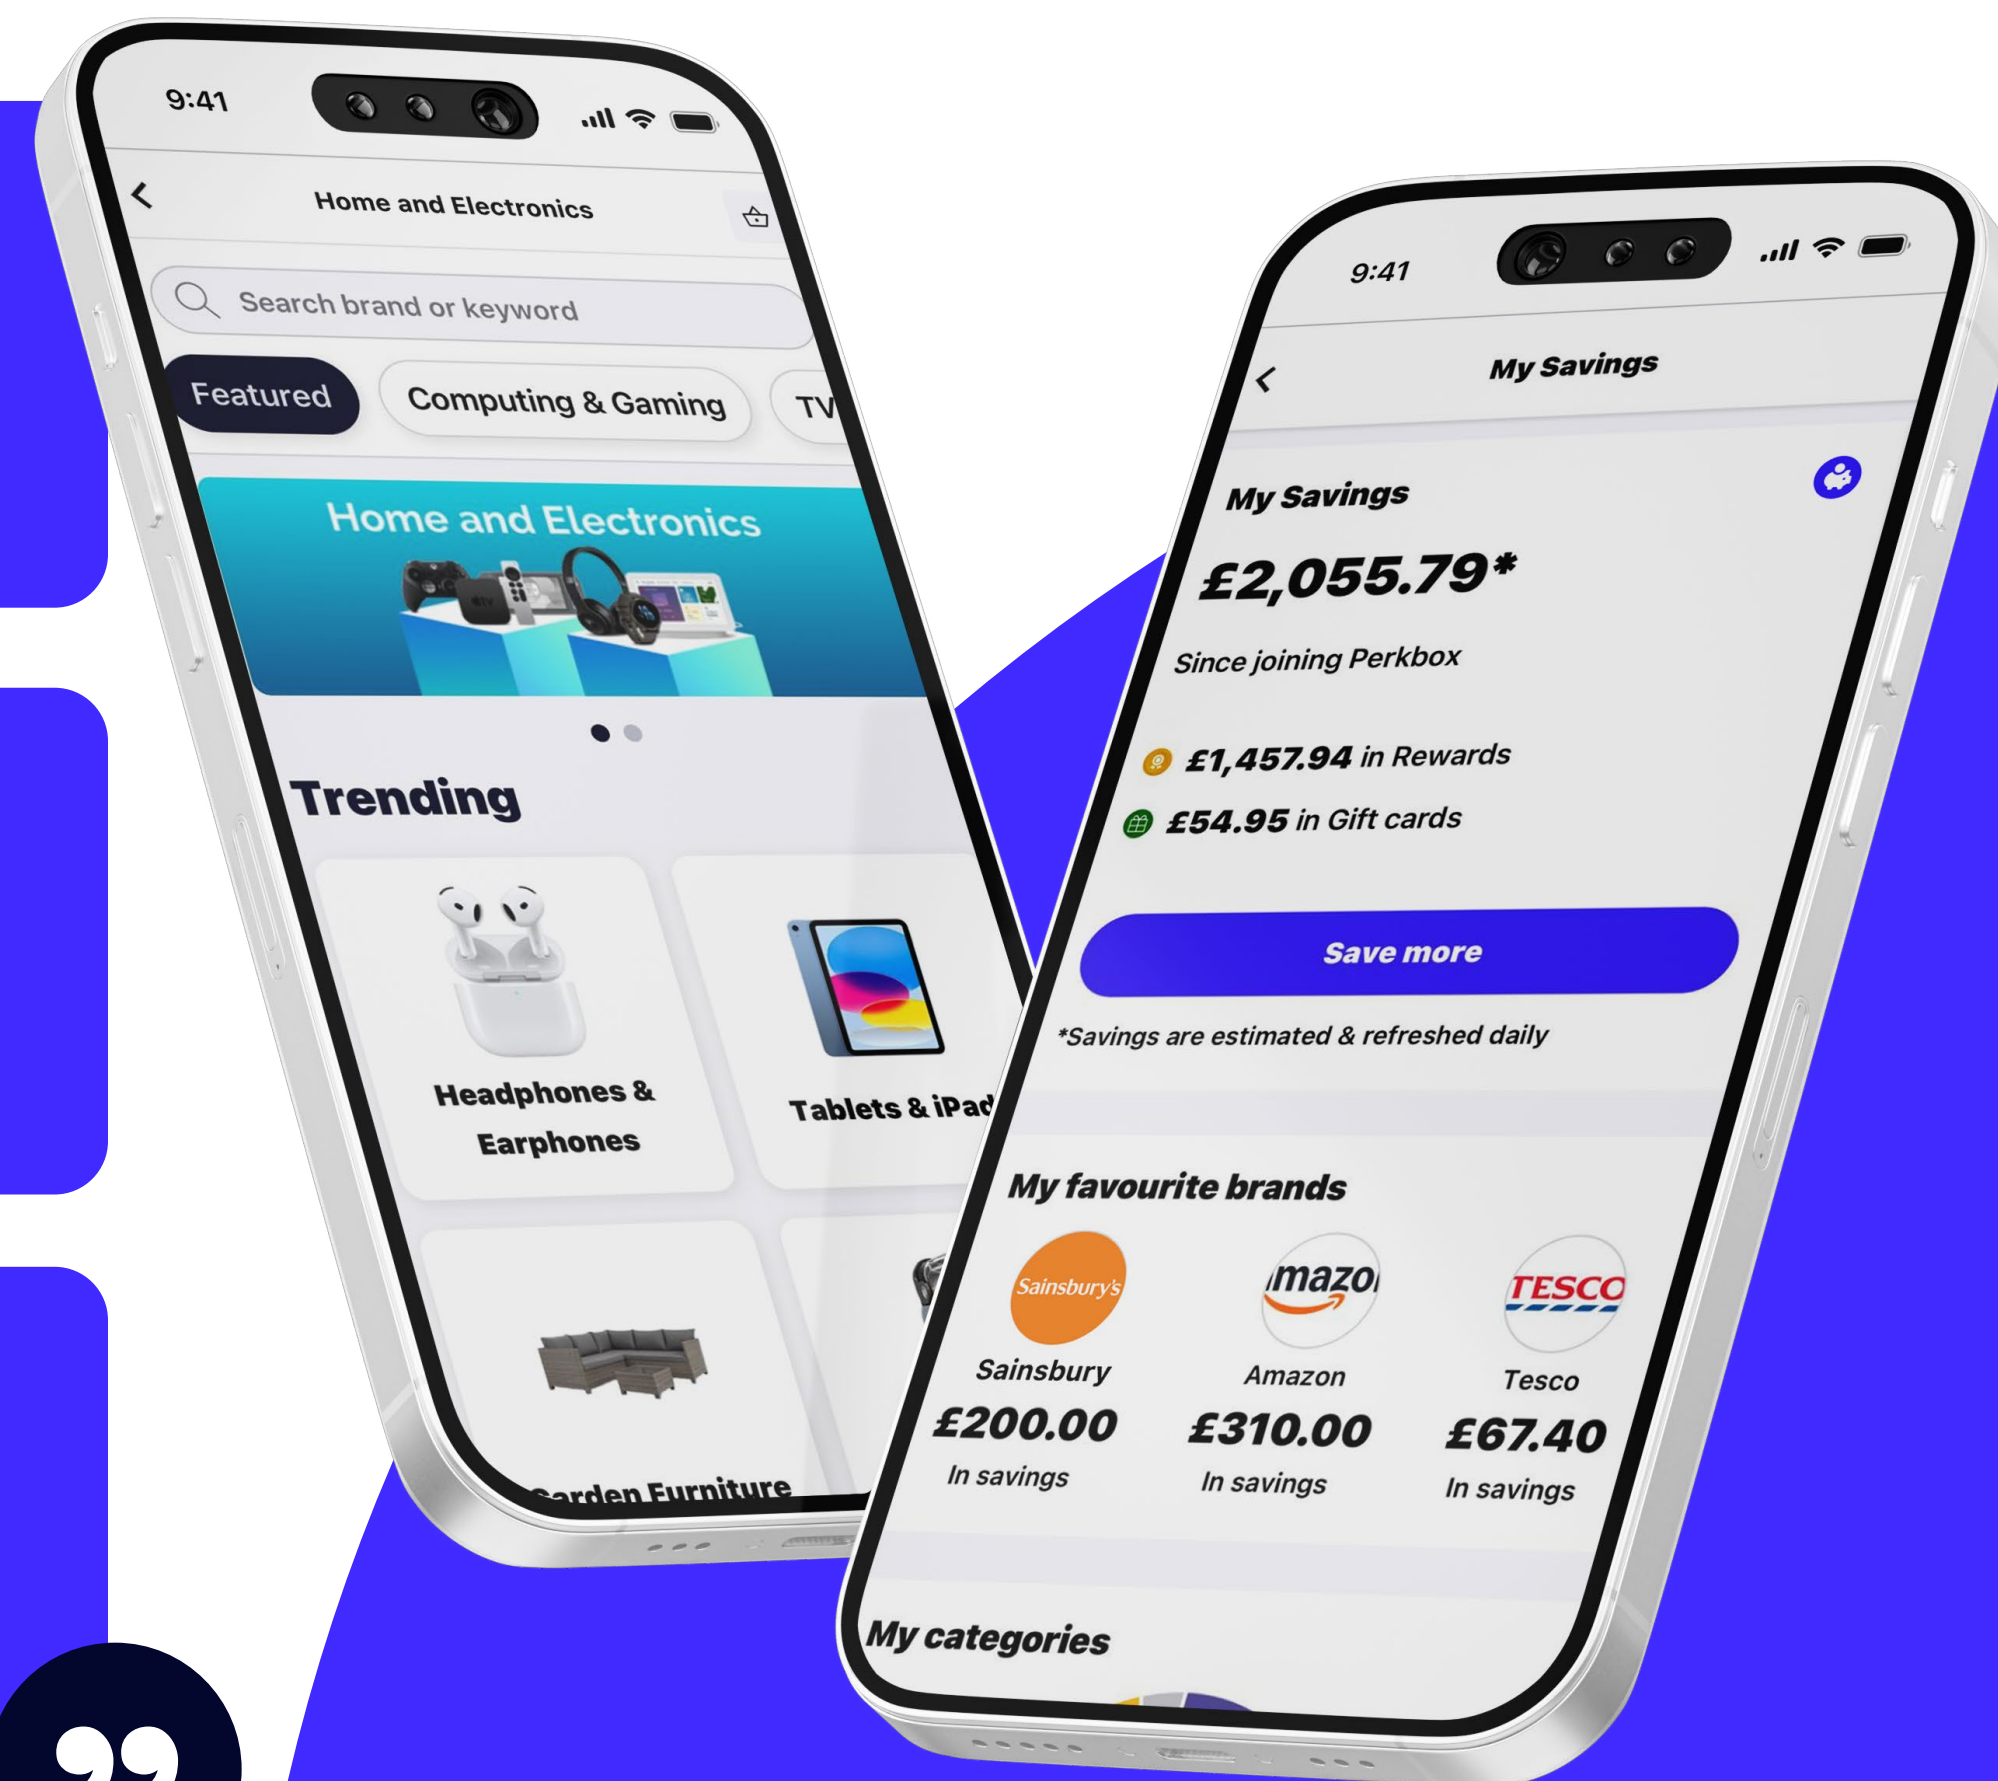 9:41
Home and Electronics
Search brand or keyword
Featured
Computing & Gaming
TV
Home and Electronics
tv
Trending
Headphones &
Earphones
Tablets & iPad
Garden Furniture
9:41
My Savings
My Savings
£2,055.79*
Since joining Perkbox
£1,457.94 in Rewards
£54.95 in Gift cards
Save more
*Savings are estimated & refreshed daily
My favourite brands
Sainsbury's
mazo
TESCO
Sainsbury
Amazon
Tesco
£200.00
£310.00
£67.40
In savings
In savings
In savings
My categories
”